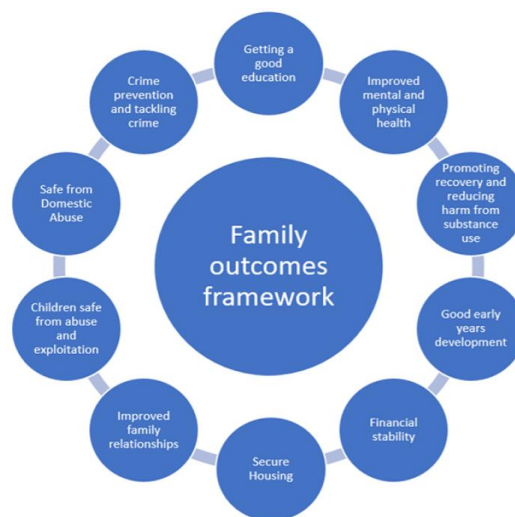 Getting a
good
education
Improved
mental and
physical
health
Promoting
recovery and
reducing
harm from
substance
use
Good early
years
development
Financial
stability
Secure
Housing
Improved
family
relationships
Children safe
from abuse
and
exploitation
Safe from
Domestic
Abuse
Crime
prevention
and tackling
crime
Family
outcomes
framework